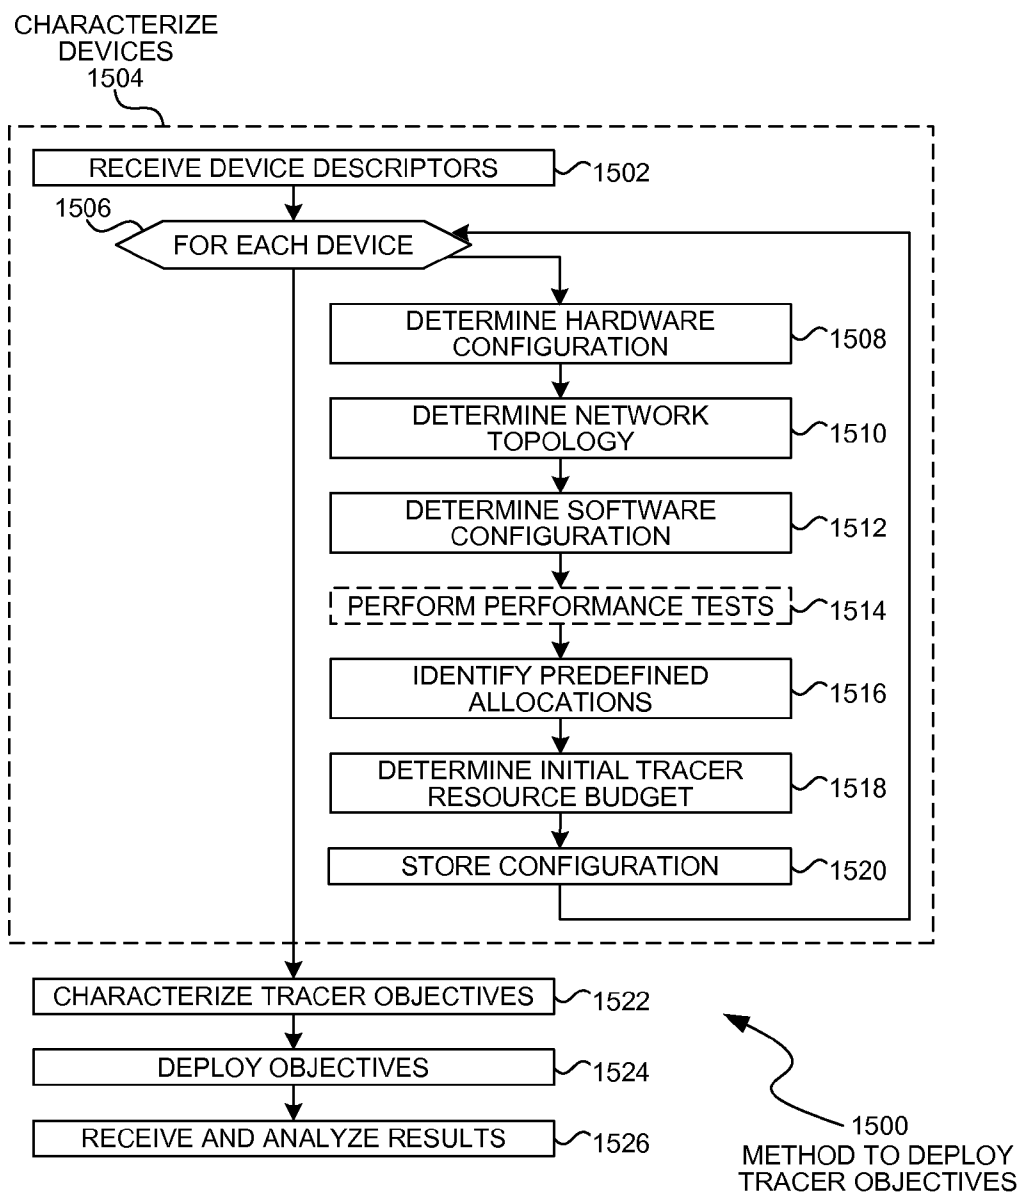 CHARACTERIZE
DEVICES
1504
RECEIVE DEVICE DESCRIPTORS
1502
1506
FOR EACH DEVICE
DETERMINE HARDWARE
CONFIGURATION
1508
DETERMINE NETWORK
TOPOLOGY
1510
DETERMINE SOFTWARE
CONFIGURATION
1512
PERFORM PERFORMANCE TESTS
1514
IDENTIFY PREDEFINED
ALLOCATIONS
1516
DETERMINE INITIAL TRACER
RESOURCE BUDGET
1518
STORE CONFIGURATION
1520
CHARACTERIZE TRACER OBJECTIVES
1522
DEPLOY OBJECTIVES
1524
RECEIVE AND ANALYZE RESULTS
1526
1500
METHOD TO DEPLOY
TRACER OBJECTIVES